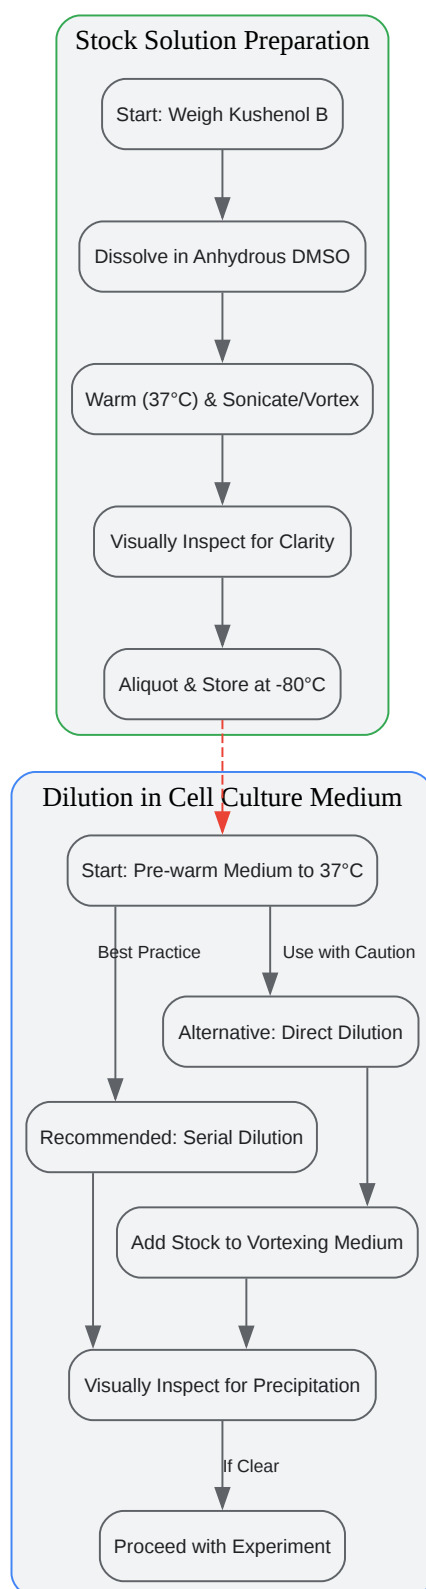 Stock Solution Preparation
Start: Weigh Kushenol B
Dissolve in Anhydrous DMSO
Warm (37°C) & Sonicate/Vortex
Visually Inspect for Clarity
Aliquot & Store at -80°C
Dilution in Cell Culture Medium
Start: Pre-warm Medium to 37°C
Best Practice
Use with Caution
Alternative: Direct Dilution
Recommended: Serial Dilution
Add Stock to Vortexing Medium
Visually Inspect for Precipitation
If Clear
Proceed with Experiment